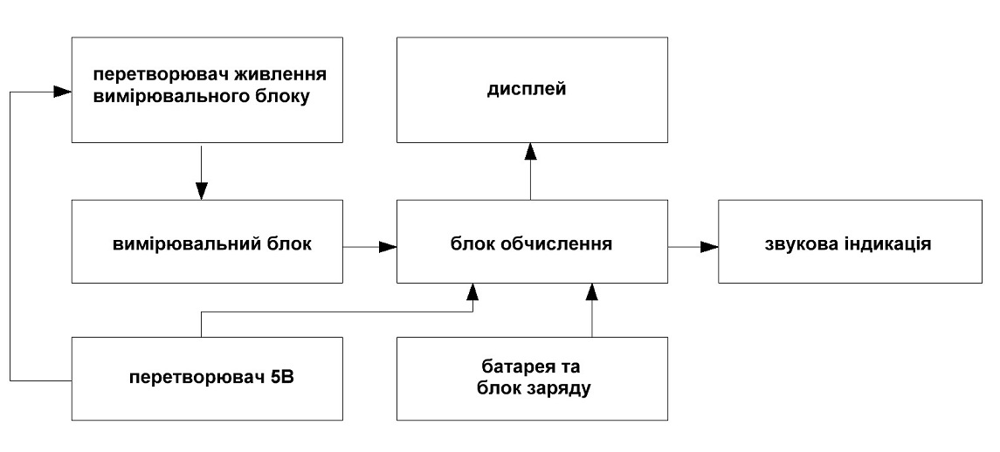 перетворювач живлення
вимірювального блоку
дисплей
вимірювальний блок
блок обчислення
звукова індикація
перетворювач 5В
батарея та
блок заряду